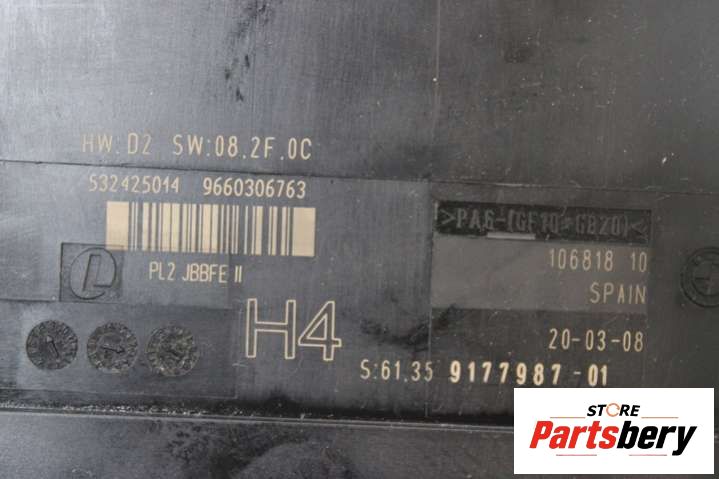 HW:D2 SW:08.2F.0C
S32425014 9660306763
PL2 JBBFE II
H4
>PA6-(GF10+GB20)<
106818 10
SPAIN
20-03-08
S:61.35 9177987-01
STORE
Partsbery